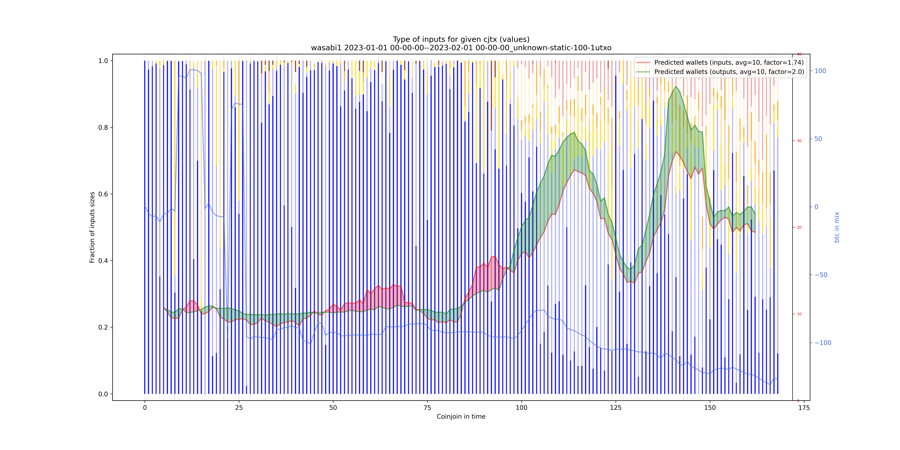 Type of inputs for given cjtx (values)
wasabi1 2023-01-01 00-00-00--2023-02-01 00-00-00_unknown-static-100-1utxo
Predicted wallets (inputs, avg=10, factor=1.74)
Predicted wallets (outputs, avg=10, factor=2.0)
Fraction of inputs sizes
1.0
0.8
0.6
0.4
0.2
0.0
0
25
50
75
100
125
150
175
Coinjoin in time
100
50
0
−50
−100
btc in mix